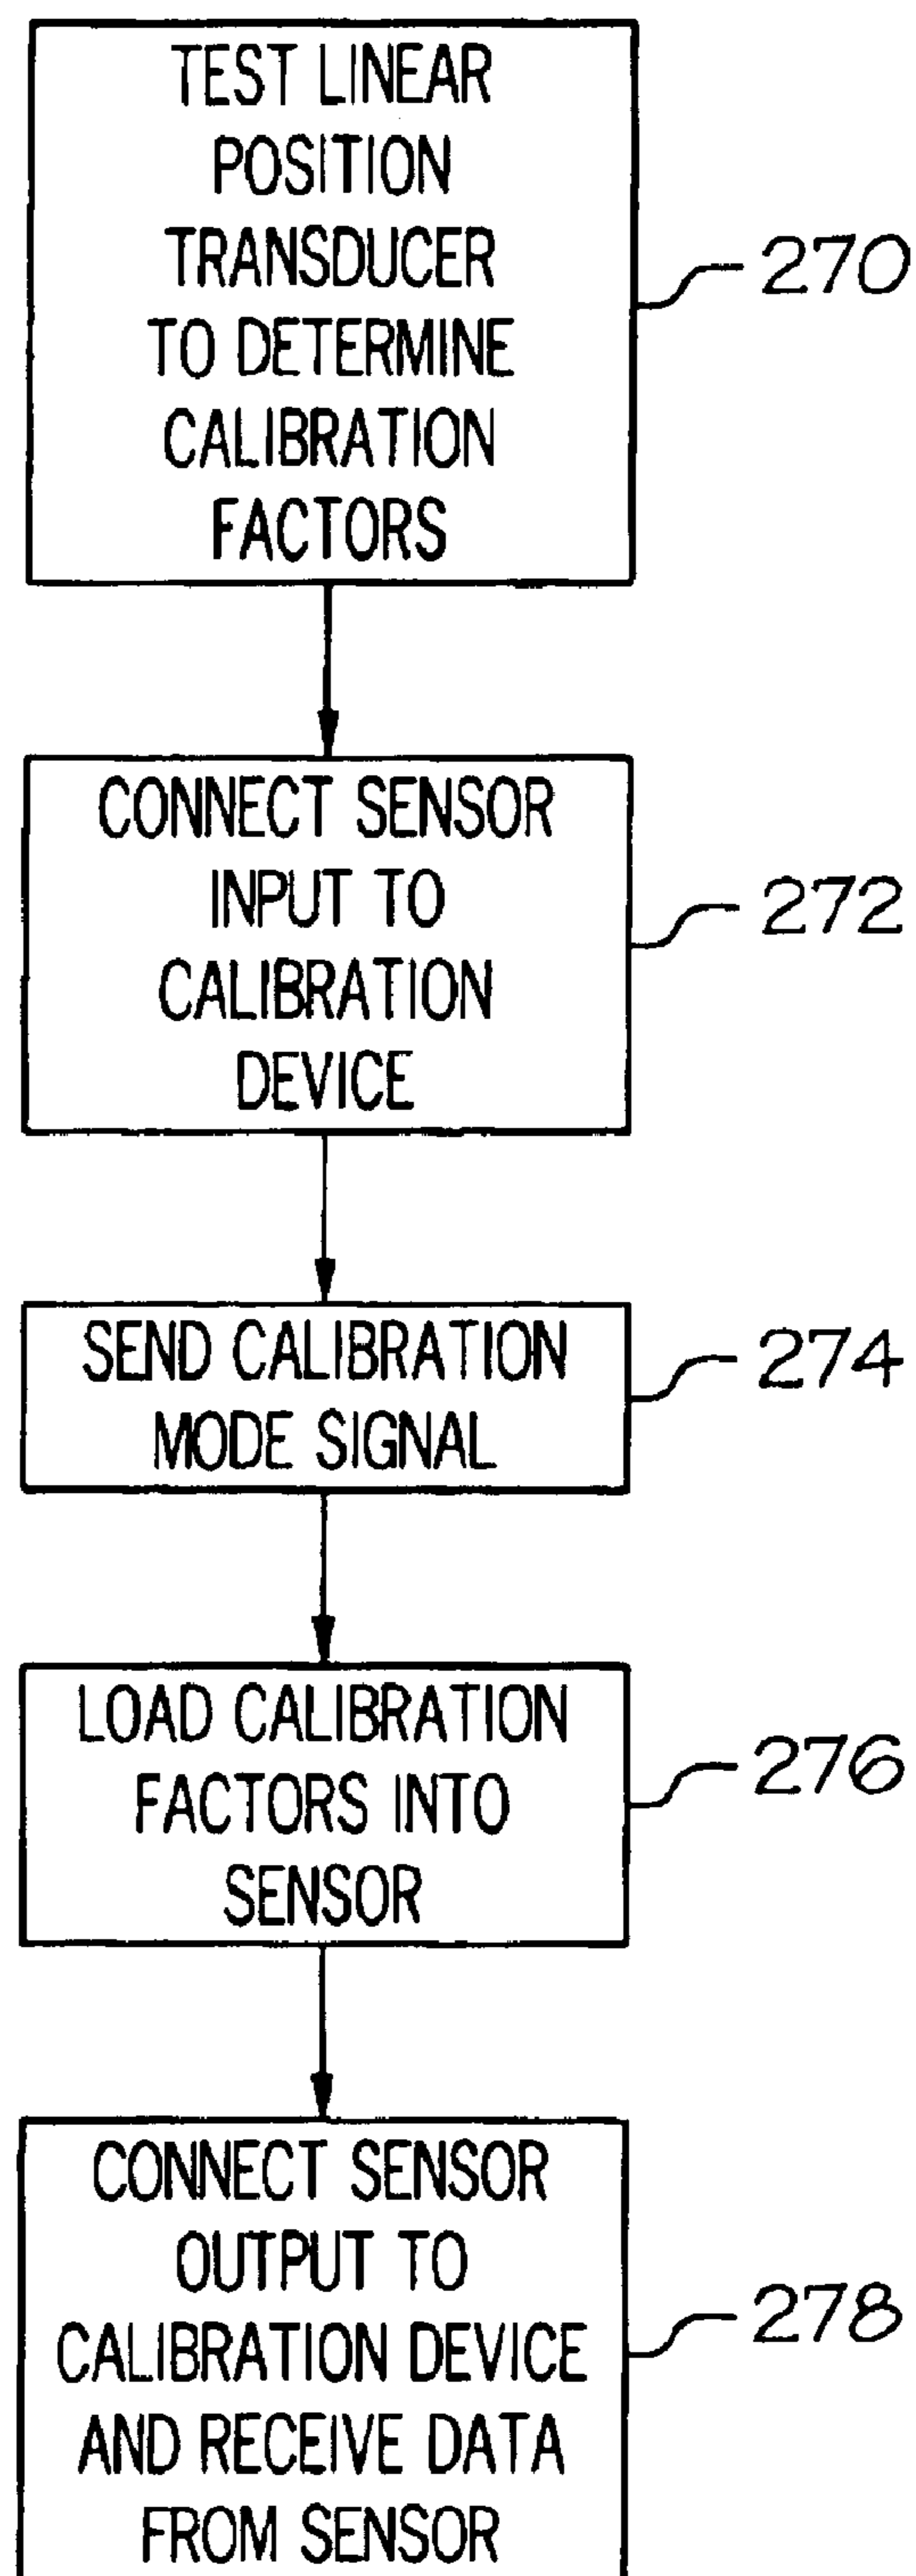 TEST LINEAR
POSITION
TRANSDUCER
TO DETERMINE
CALIBRATION
FACTORS
270
CONNECT SENSOR
INPUT TO
CALIBRATION
DEVICE
272
SEND CALIBRATION
MODE SIGNAL
274
LOAD CALIBRATION
FACTORS INTO
SENSOR
276
CONNECT SENSOR
OUTPUT TO
CALIBRATION DEVICE
AND RECEIVE DATA
FROM SENSOR
278